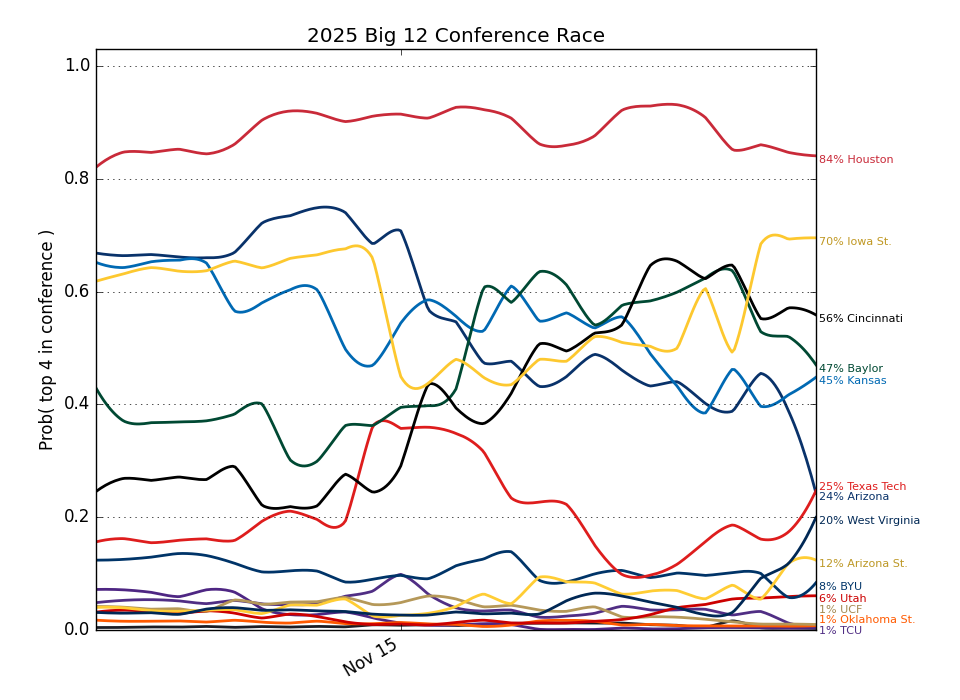 2025 Big 12 Conference Race
Prob( top 4 in conference )
1.0
0.8
0.6
0.4
0.2
0.0
Nov 15
84% Houston
70% Iowa St.
56% Cincinnati
47% Baylor
45% Kansas
25% Texas Tech
24% Arizona
20% West Virginia
12% Arizona St.
8% BYU
6% Utah
1% UCF
1% Oklahoma St.
1% TCU